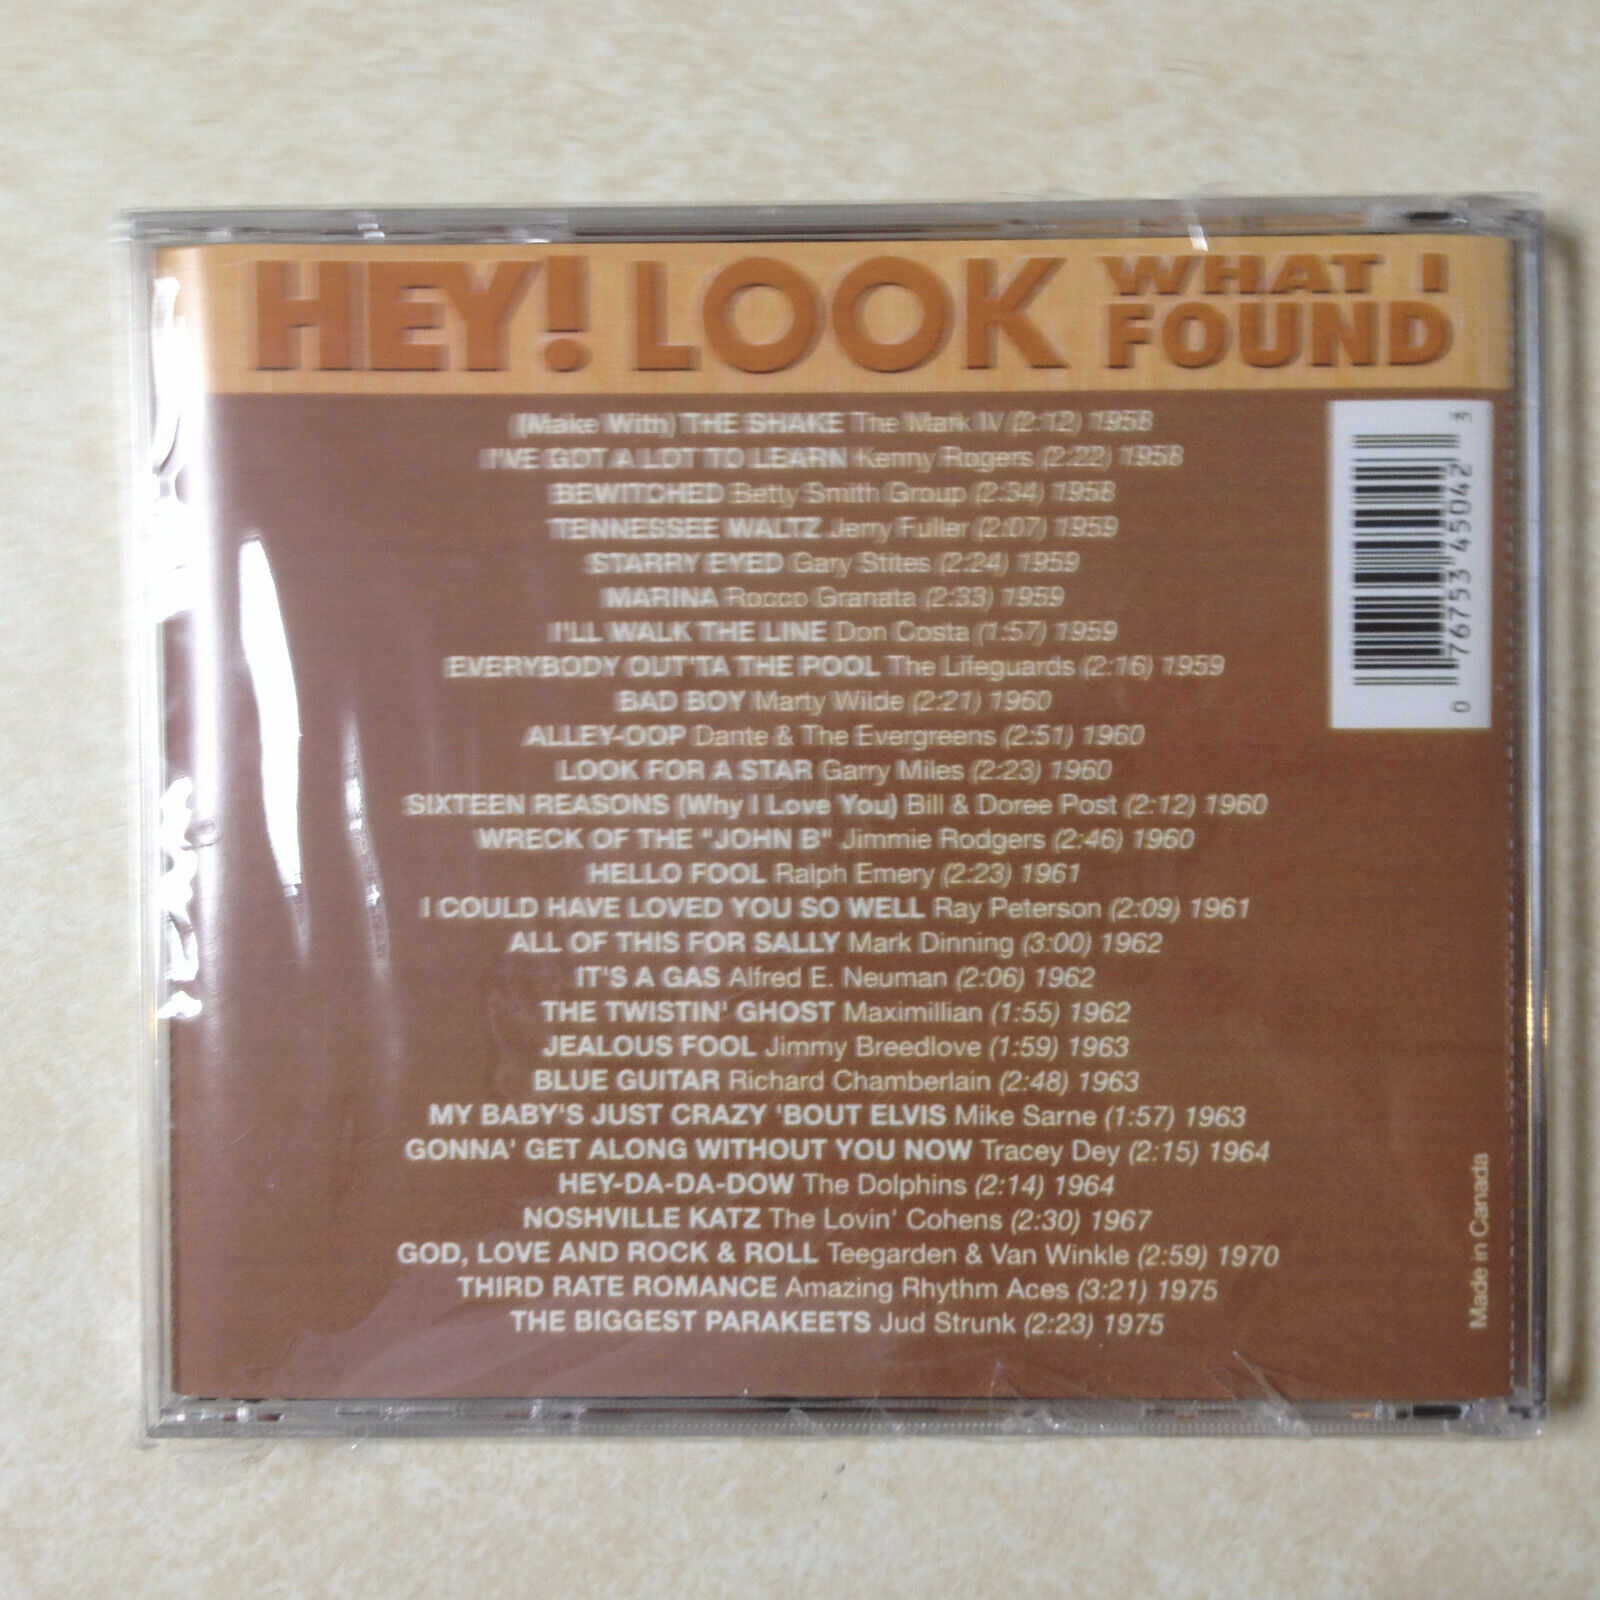 HEY! LOOK WHAT I FOUND
(Make With) THE SHAKE The Mark IV (2:12) 1958
I'VE GOT A LOT TO LEARN Kenny Rogers (2:22) 1958
BEWITCHED Betty Smith Group (2:34) 1958
TENNESSEE WALTZ Jerry Fuller (2:07) 1959
STARRY EYED Gary Stites (2:24) 1959
MARINA Rocco Granata (2:33) 1959
I'LL WALK THE LINE Don Costa (1:57) 1959
EVERYBODY OUT'TA THE POOL The Lifeguards (2:16) 1959
BAD BOY Marty Wilde (2:21) 1960
ALLEY-OOP Dante & The Evergreens (2:51) 1960
LOOK FOR A STAR Garry Miles (2:23) 1960
SIXTEEN REASONS (Why I Love You) Bill & Doree Post (2:12) 1960
WRECK OF THE "JOHN B" Jimmie Rodgers (2:46) 1960
HELLO FOOL Ralph Emery (2:23) 1961
I COULD HAVE LOVED YOU SO WELL Ray Peterson (2:09) 1961
ALL OF THIS FOR SALLY Mark Dinning (3:00) 1962
IT'S A GAS Alfred E. Neuman (2:06) 1962
THE TWISTIN' GHOST Maximillian (1:55) 1962
JEALOUS FOOL Jimmy Breedlove (1:59) 1963
BLUE GUITAR Richard Chamberlain (2:48) 1963
MY BABY'S JUST CRAZY 'BOUT ELVIS Mike Sarne (1:57) 1963
GONNA' GET ALONG WITHOUT YOU NOW Tracey Dey (2:15) 1964
HEY-DA-DA-DOW The Dolphins (2:14) 1964
NOSHVILLE KATZ The Lovin' Cohens (2:30) 1967
GOD, LOVE AND ROCK & ROLL Teegarden & Van Winkle (2:59) 1970
THIRD RATE ROMANCE Amazing Rhythm Aces (3:21) 1975
THE BIGGEST PARAKEETS Jud Strunk (2:23) 1975
0 76753 45042 3
Made in Canada